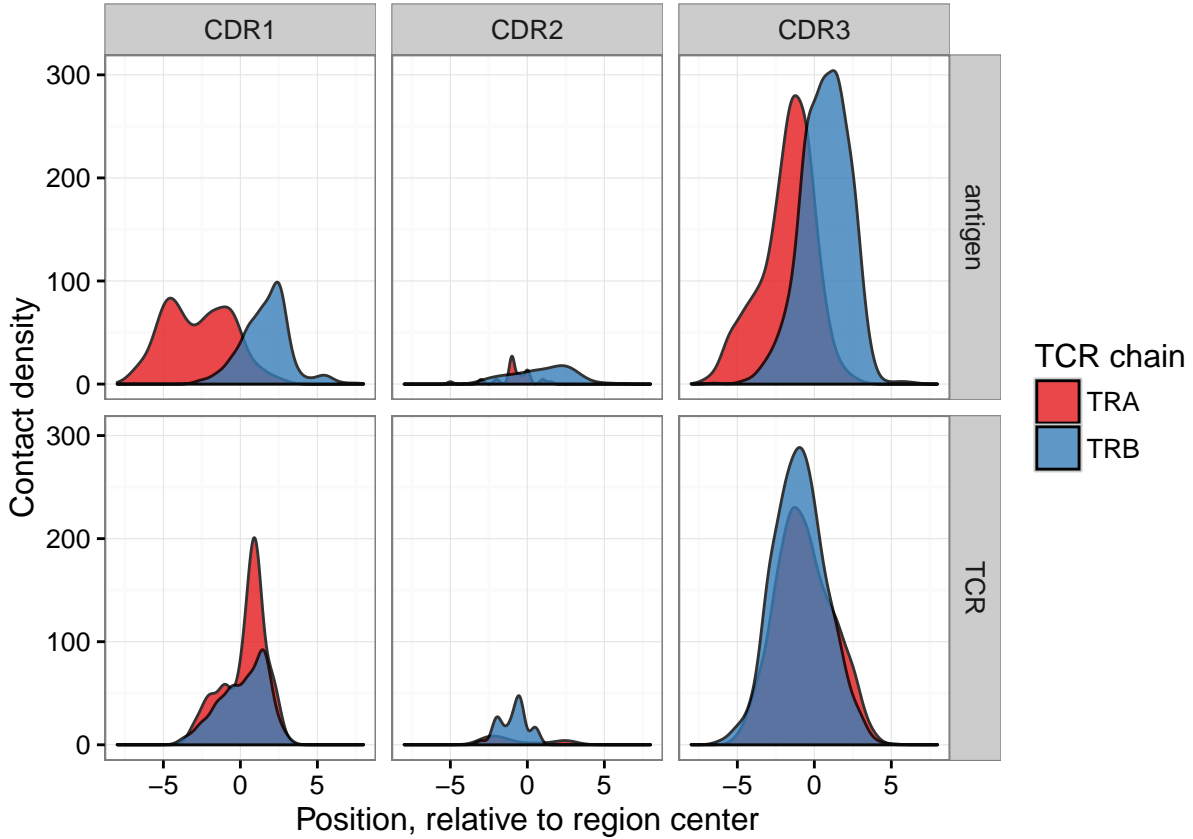 CDR1 CDR2 CDR3
Contact density
300
200
100
0
antigen
300
200
100
0
TCR
−5 0 5 −5 0 5 −5 0 5
Position, relative to region center
TCR chain
TRA
TRB